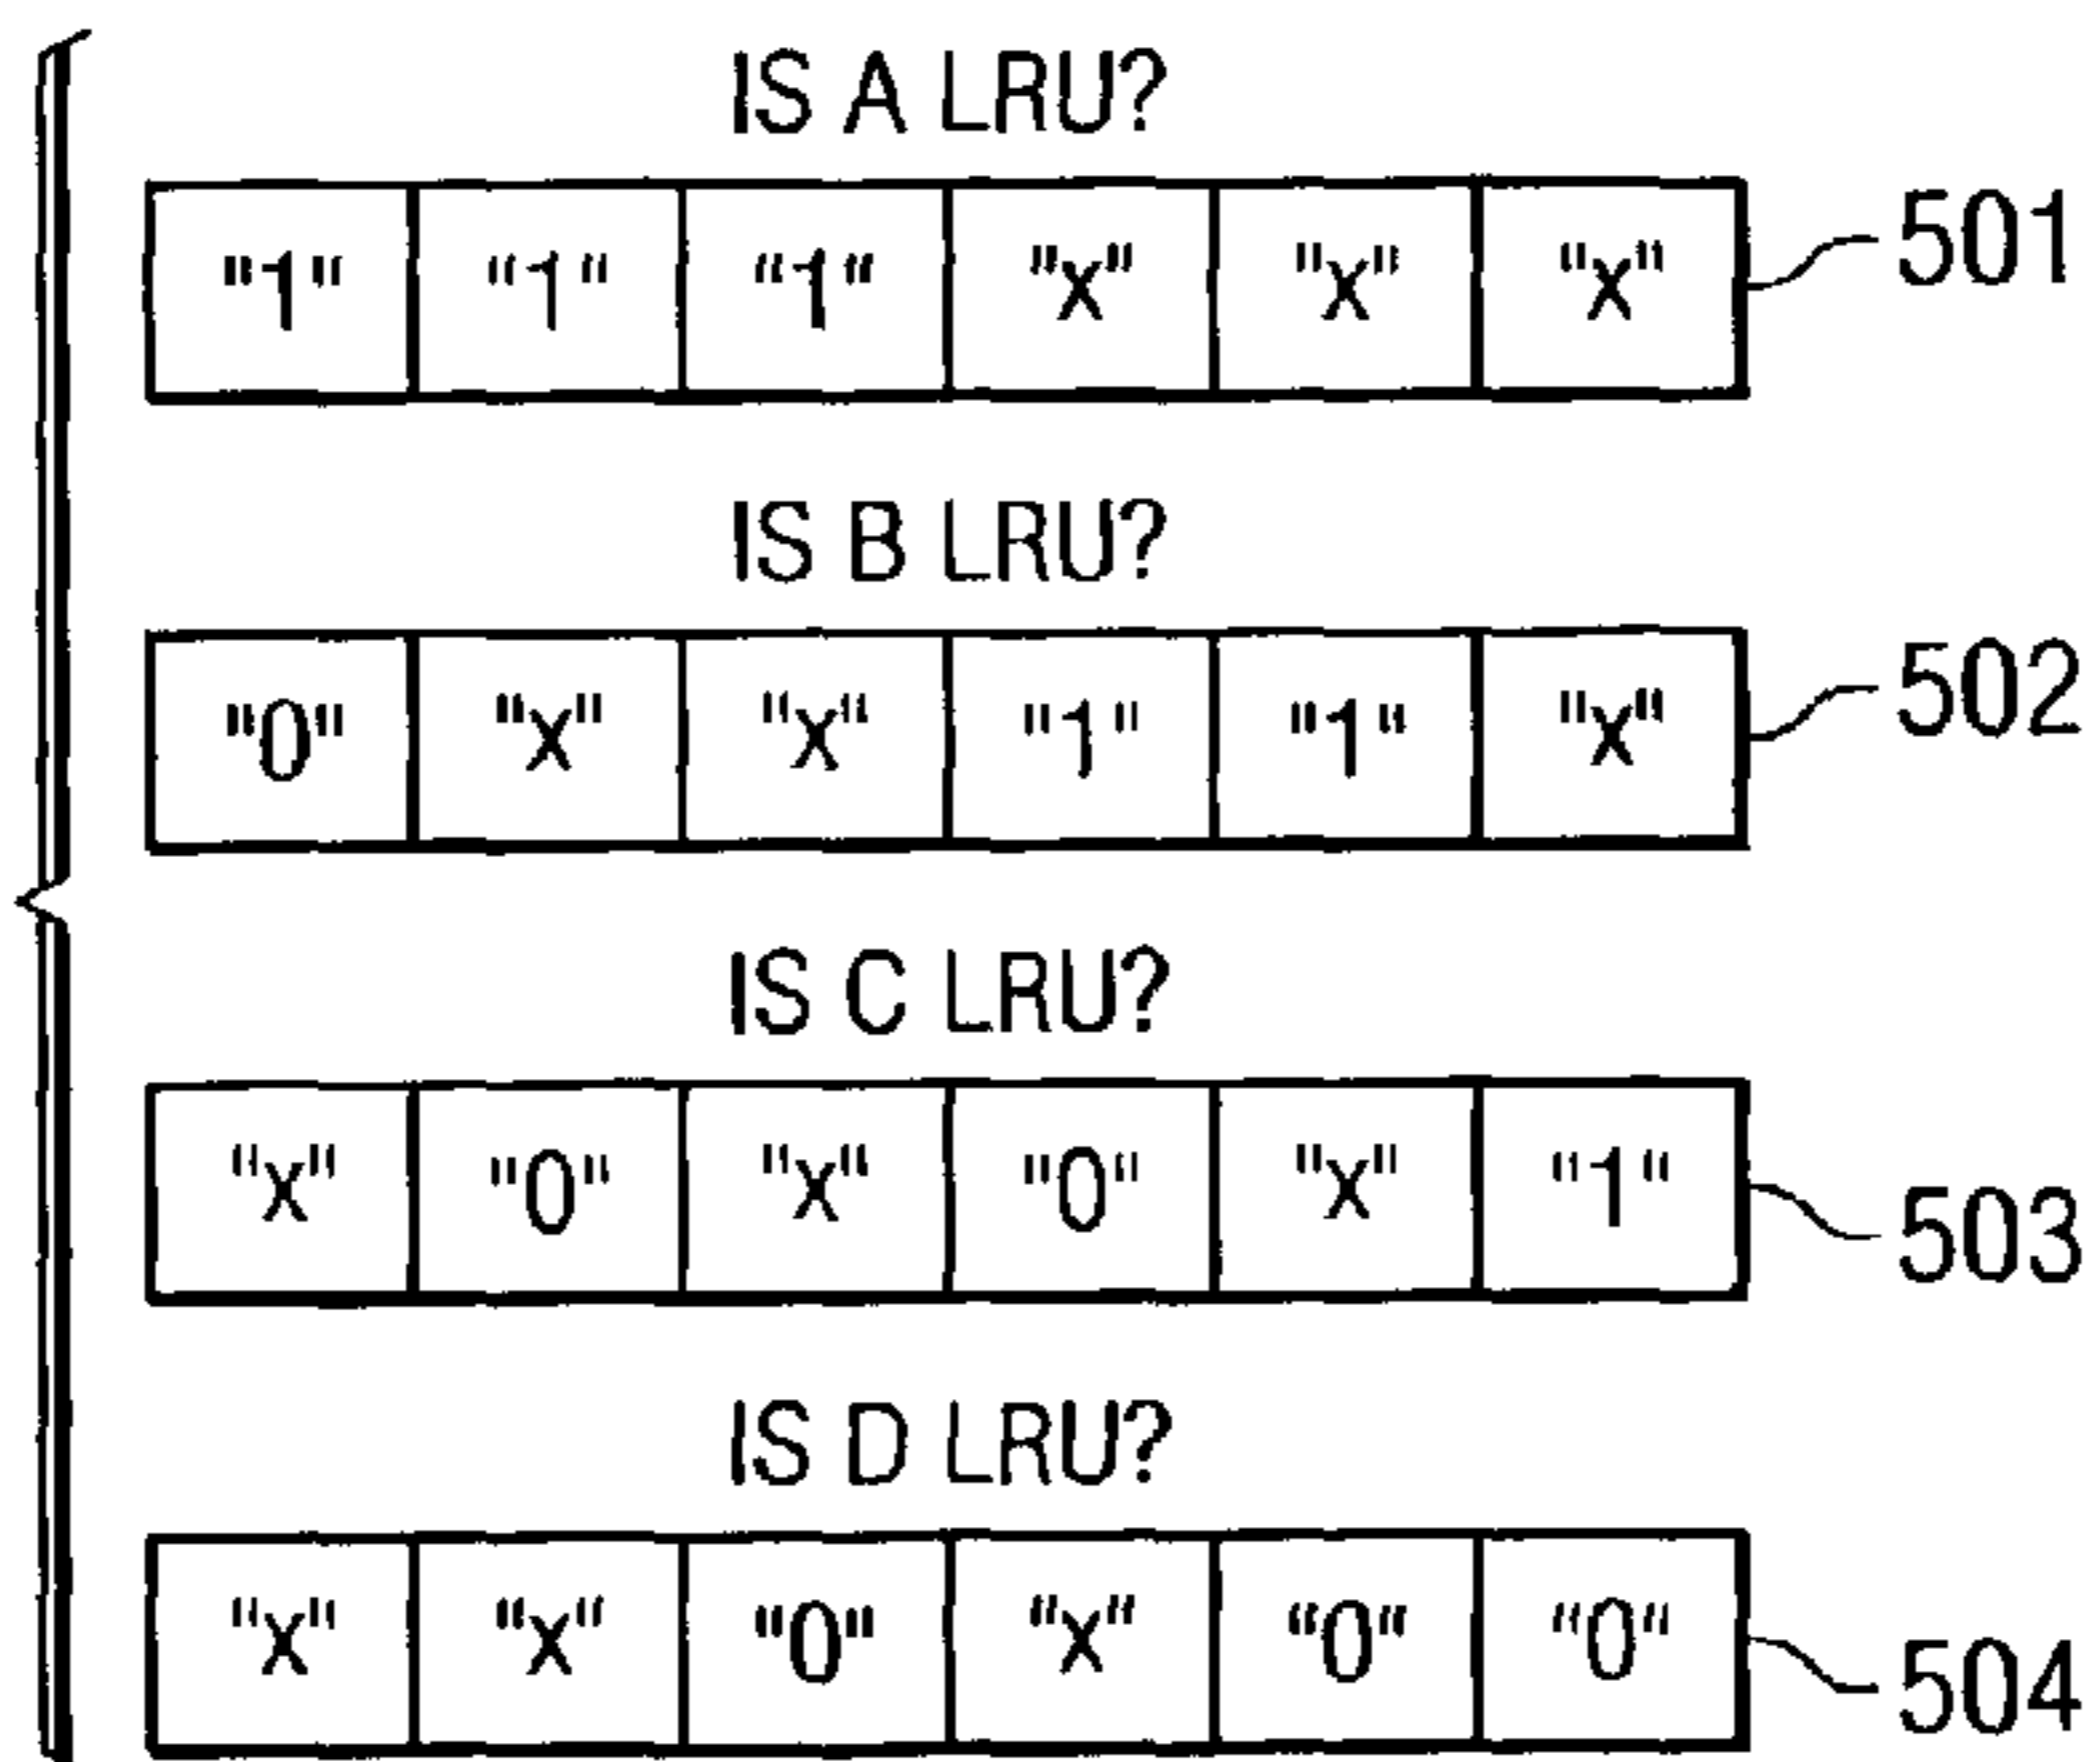 IS A LRU?
"1" "1" "1" "x" "x" "x" 501
IS B LRU?
"0" "x" "x" "1" "1" "x" 502
IS C LRU?
"x" "0" "x" "0" "x" "1" 503
IS D LRU?
"x" "x" "0" "x" "0" "0" 504